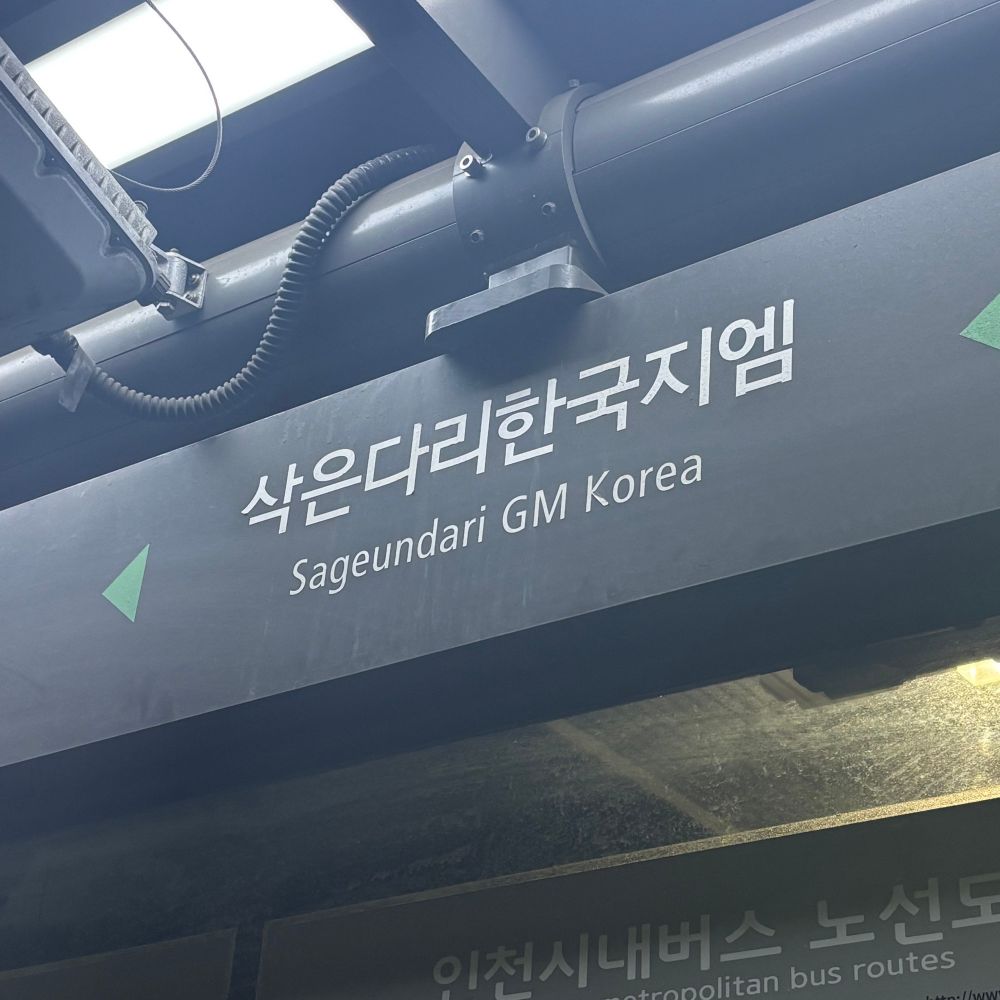 삭은다리한국지엠
Sageundari GM Korea
인천시내버스 노선도
bus routes